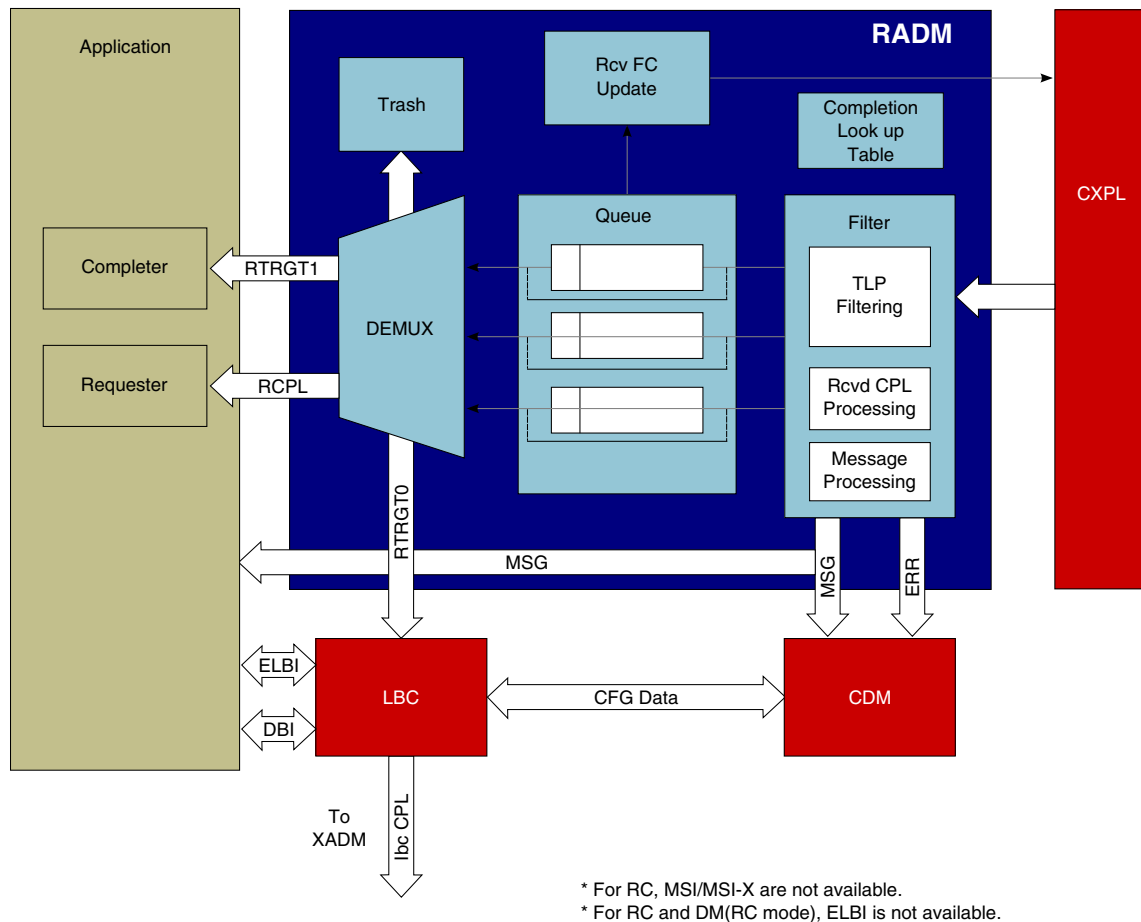 Application
RADM
Rcv FC
Update
Trash
Completion
Look up
Table
CXPL
Queue
Filter
Completer
RTRGT1
TLP
Filtering
DEMUX
Requester
RCPL
Rcvd CPL
Processing
Message
Processing
RTRGT0
MSG
MSG
ERR
ELBI
LBC
CFG Data
CDM
DBI
To
XADM
lbc CPL
* For RC, MSI/MSI-X are not available.
* For RC and DM(RC mode), ELBI is not available.